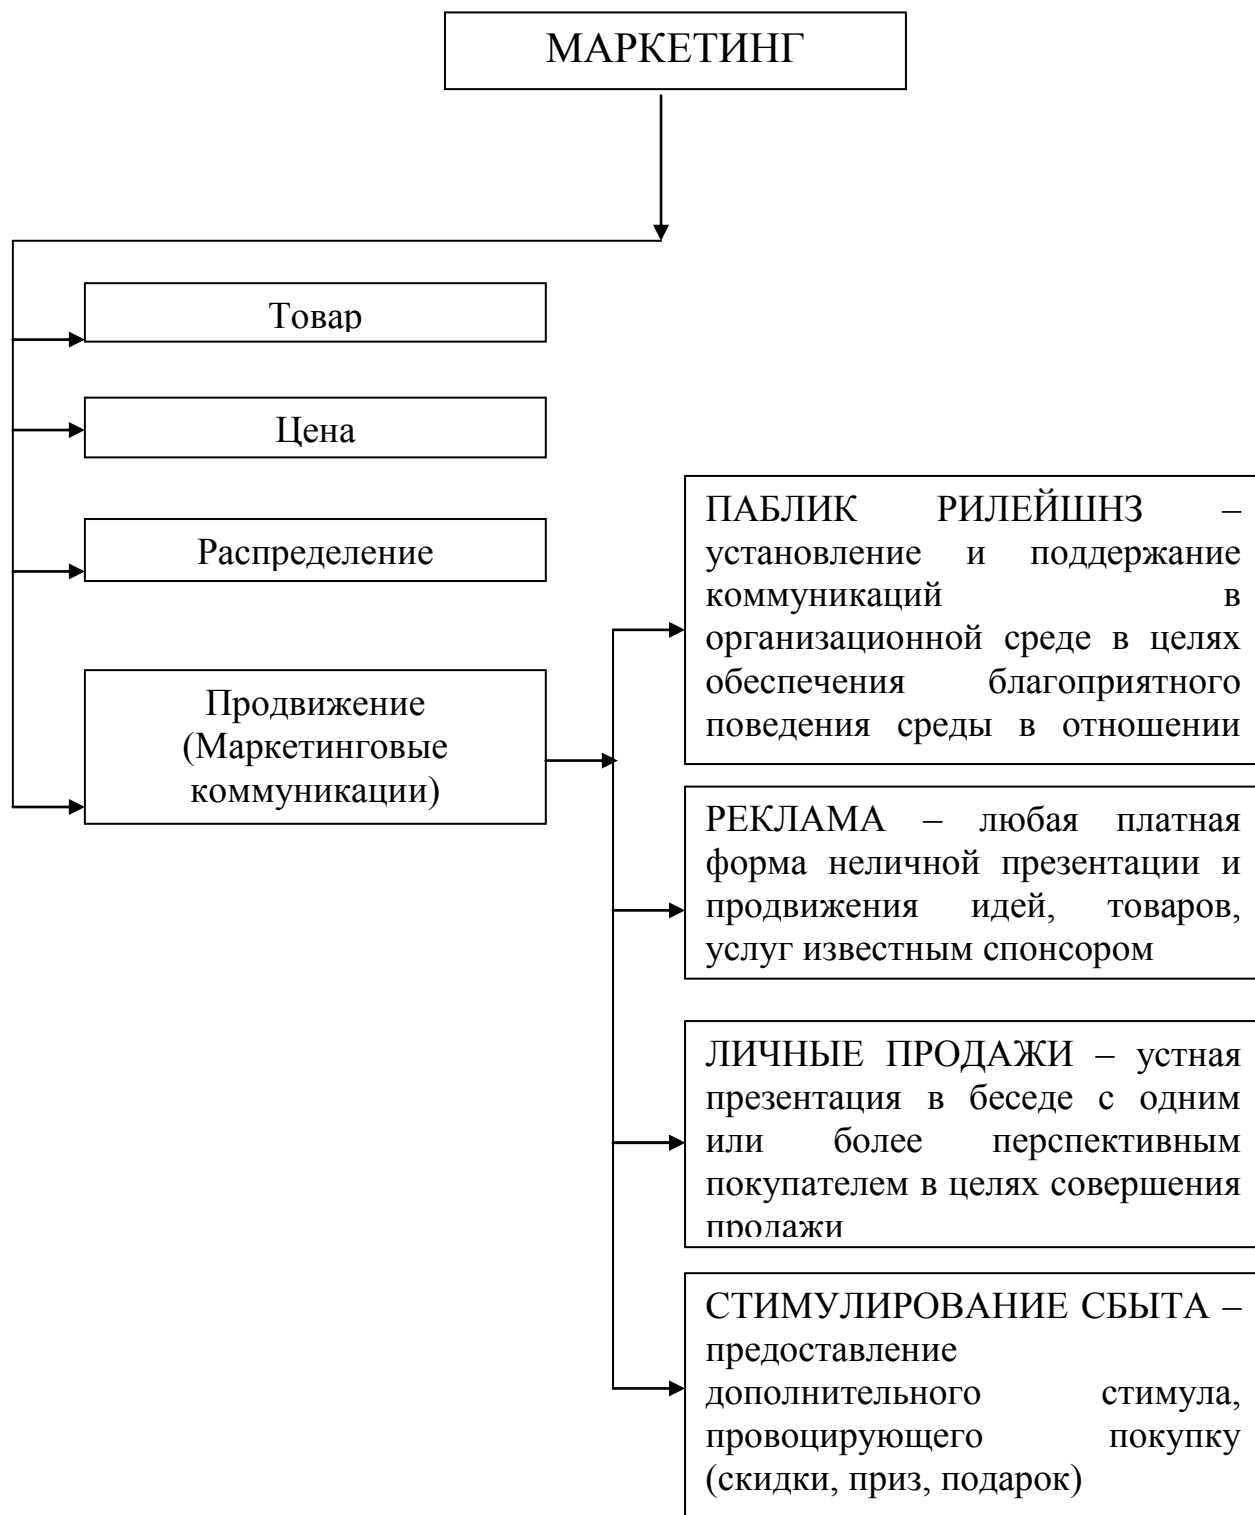 МАРКЕТИНГ
Товар
Цена
Распределение
Продвижение
(Маркетинговые
коммуникации)
ПАБЛИК РИЛЕЙШНЗ –
установление и поддержание
коммуникаций в
организационной среде в целях
обеспечения благоприятного
поведения среды в отношении
РЕКЛАМА – любая платная
форма неличной презентации и
продвижения идей, товаров,
услуг известным спонсором
ЛИЧНЫЕ ПРОДАЖИ – устная
презентация в беседе с одним
или более перспективным
покупателем в целях совершения
продажи
СТИМУЛИРОВАНИЕ СБЫТА –
предоставление
дополнительного стимула,
провоцирующего покупку
(скидки, приз, подарок)